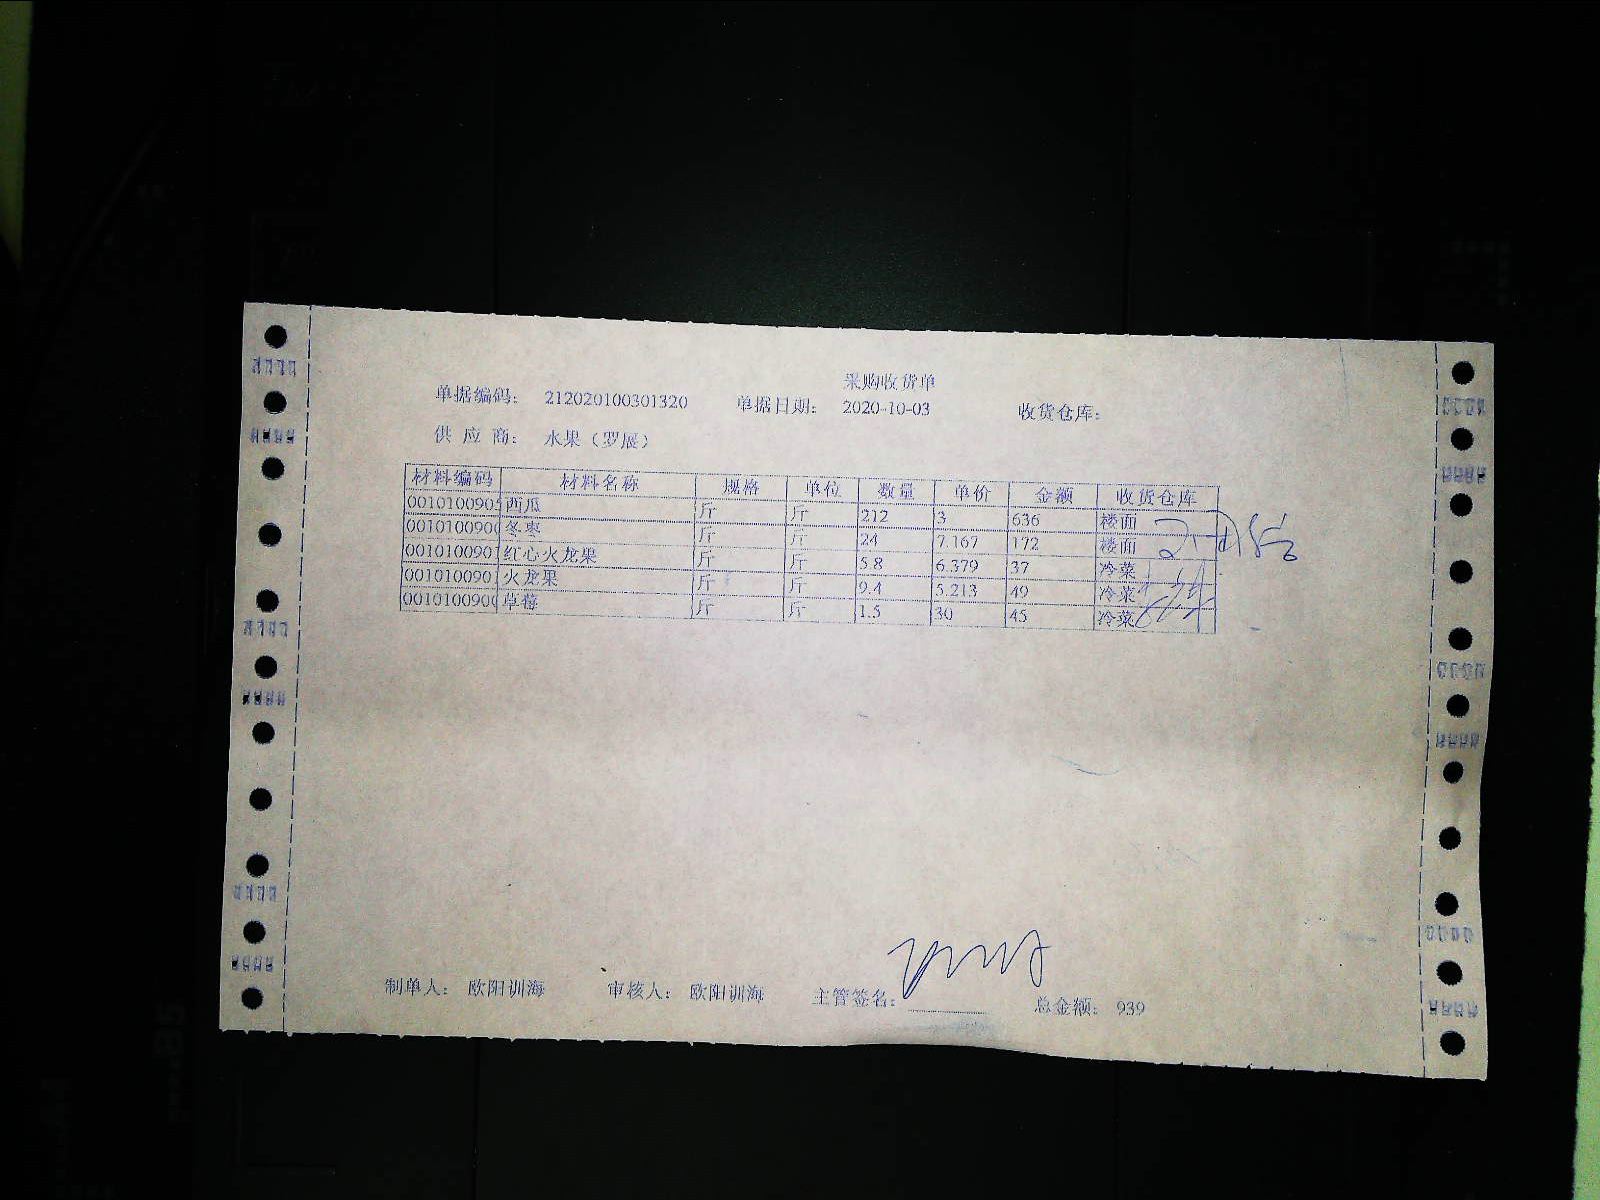 采购收货单
单据编码： 212020100301320 单据日期： 2020-10-03 收货仓库：
供 应 商： 水果（罗展）
材料编码 材料名称 规格 单位 数量 单价 金额 收货仓库
0010100905 西瓜 斤 斤 212 3 636 楼面
001010090 冬枣 斤 斤 24 7.167 172 楼面
001010090 红心火龙果 斤 斤 5.8 6.379 37 冷菜
001010090 火龙果 斤 斤 9.4 5.213 49 冷菜
001010090 草莓 斤 斤 1.5 30 45 冷菜
制单人： 欧阳训海 审核人： 欧阳训海 主管签名： 总金额： 939